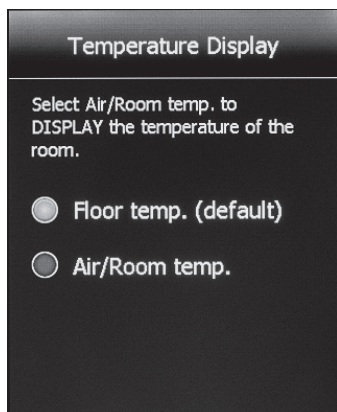 Temperature Display
Select Air/Room temp. to
DISPLAY the temperature of the
room.
Floor temp. (default)
Air/Room temp.